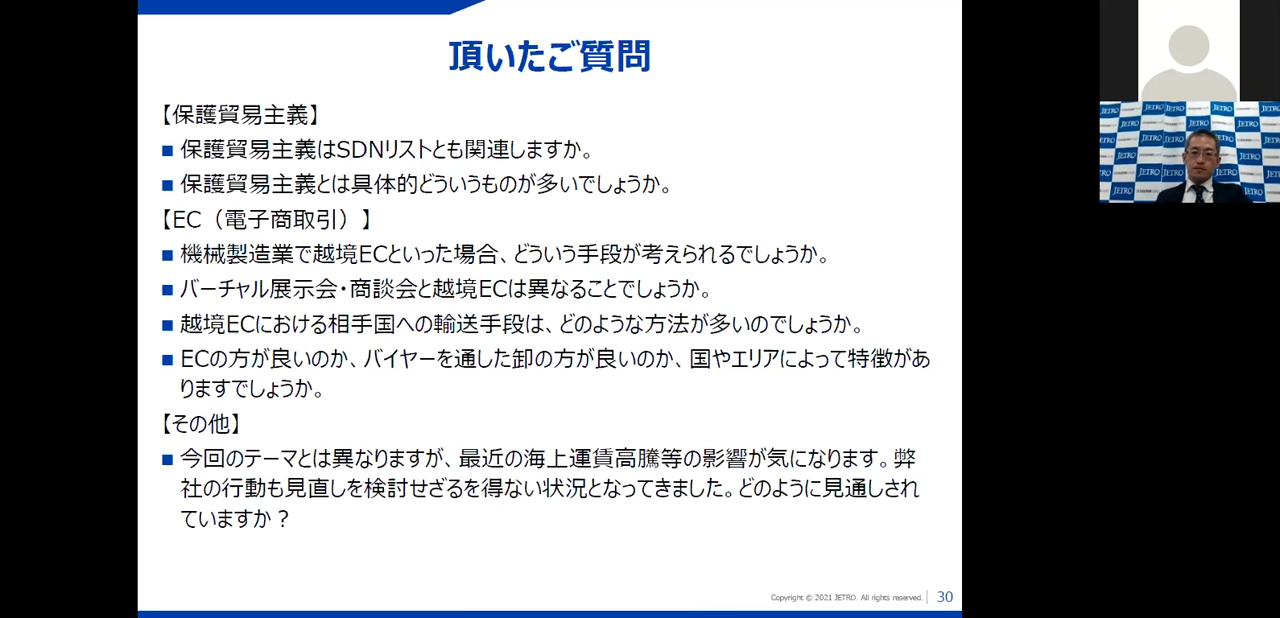 頂いたご質問
【保護貿易主義】
■ 保護貿易主義はSDNリストとも関連しますか。
■ 保護貿易主義とは具体的どういうものが多いでしょうか。
【EC（電子商取引）】
■ 機械製造業で越境ECといった場合、どういう手段が考えられるでしょうか。
■ バーチャル展示会・商談会と越境ECは異なることでしょうか。
■ 越境ECにおける相手国への輸送手段は、どのような方法が多いのでしょうか。
■ ECの方が良いのか、バイヤーを通した卸の方が良いのか、国やエリアによって特徴があ
りますでしょうか。
【その他】
■ 今回のテーマとは異なりますが、最近の海上運賃高騰等の影響が気になります。弊
社の行動も見直しを検討せざるを得ない状況となってきました。どのように見通しされ
ていますか？
Copyright © 2021 JETRO. All rights reserved. 30
JETRO